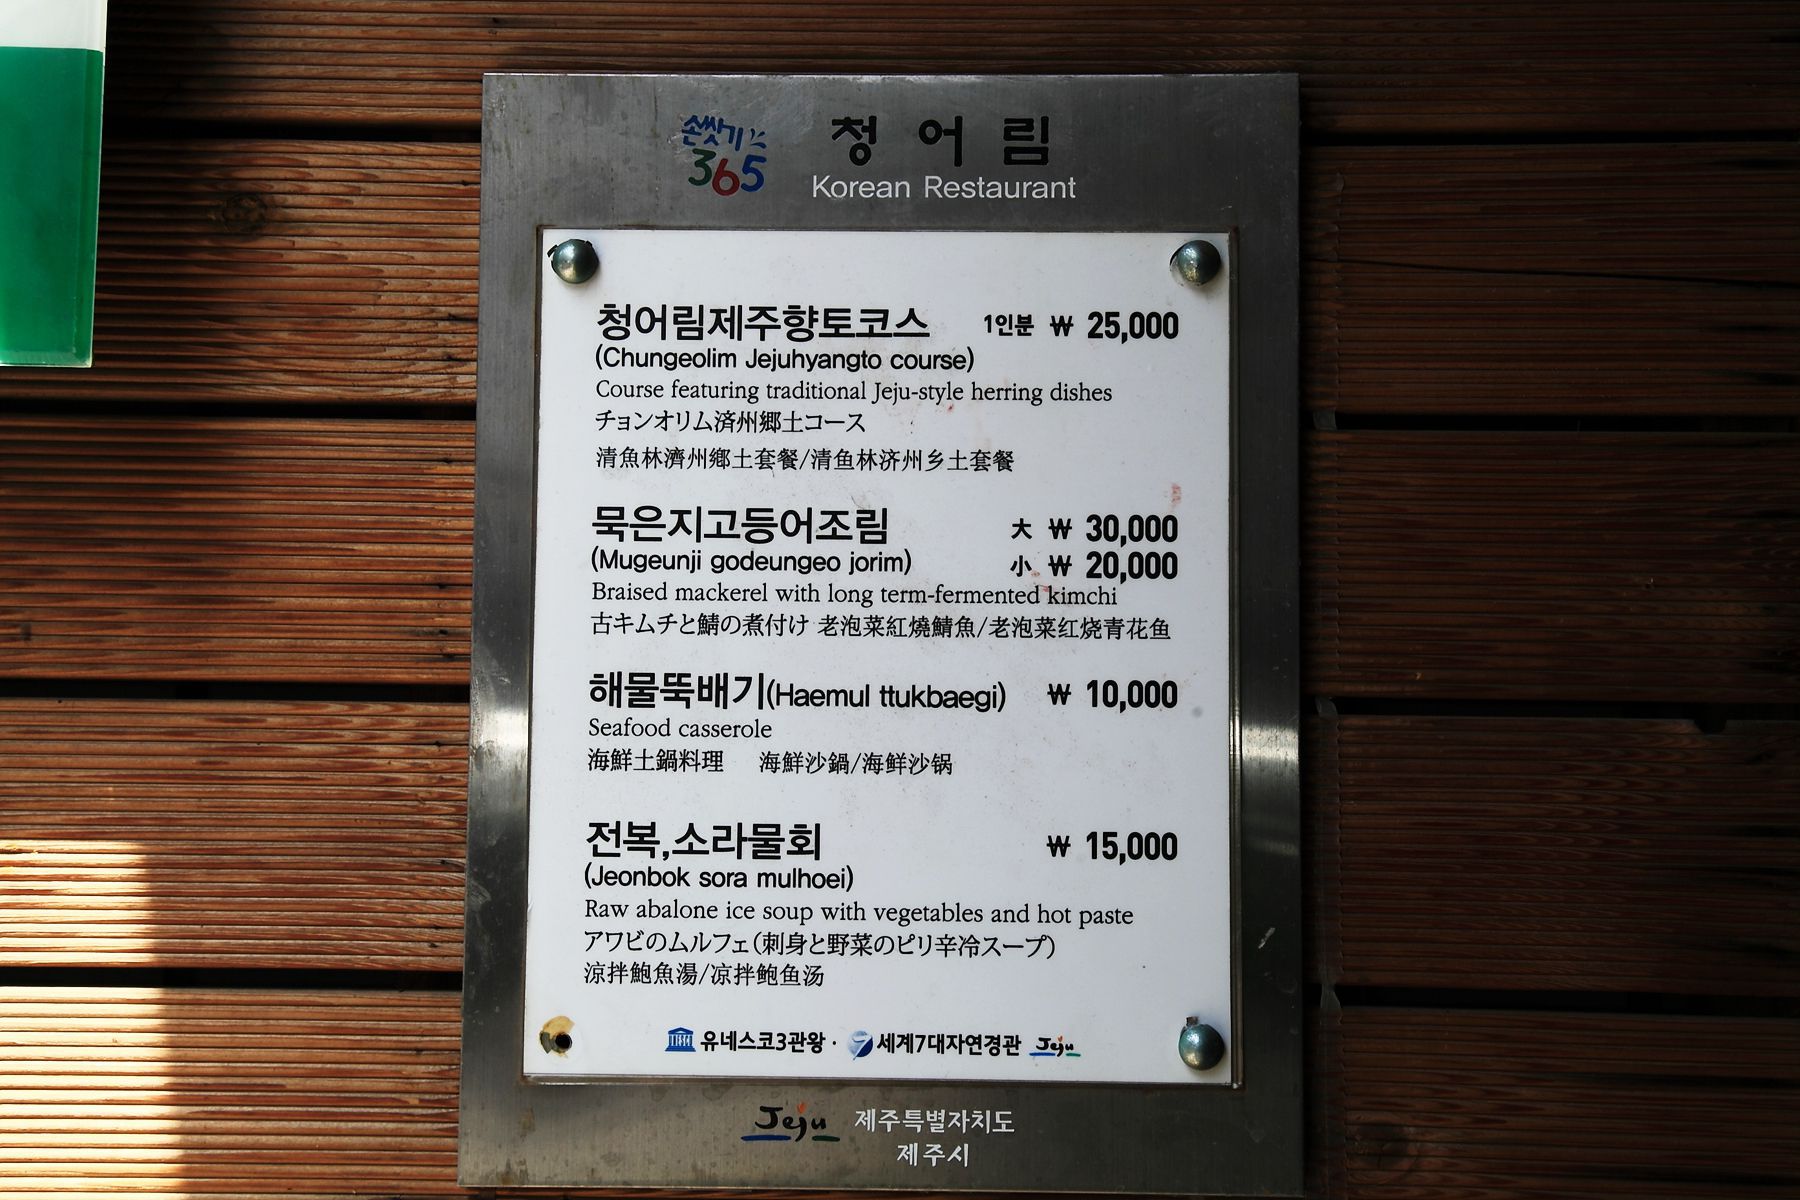 손씻기
365
청어림
Korean Restaurant
청어림제주향토코스 1인분 ₩ 25,000
(Chungeolim Jejuhyangto course)
Course featuring traditional Jeju-style herring dishes
チョンオリム済州郷土コース
清魚林濟州鄉土套餐/清鱼林济州乡土套餐
묵은지고등어조림 大 ₩ 30,000
(Mugeunji godeungeo jorim) 小 ₩ 20,000
Braised mackerel with long term-fermented kimchi
古キムチと鯖の煮付け 老泡菜紅燒鯖魚/老泡菜红烧青花鱼
해물뚝배기(Haemul ttukbaegi) ₩ 10,000
Seafood casserole
海鮮土鍋料理 海鮮沙鍋/海鲜沙锅
전복,소라물회 ₩ 15,000
(Jeonbok sora mulhoei)
Raw abalone ice soup with vegetables and hot paste
アワビのムルフェ(刺身と野菜のピリ辛冷スープ)
涼拌鮑魚湯/凉拌鲍鱼汤
유네스코3관왕 · 7 세계7대자연경관 Jeju
Jeju 제주특별자치도
제주시